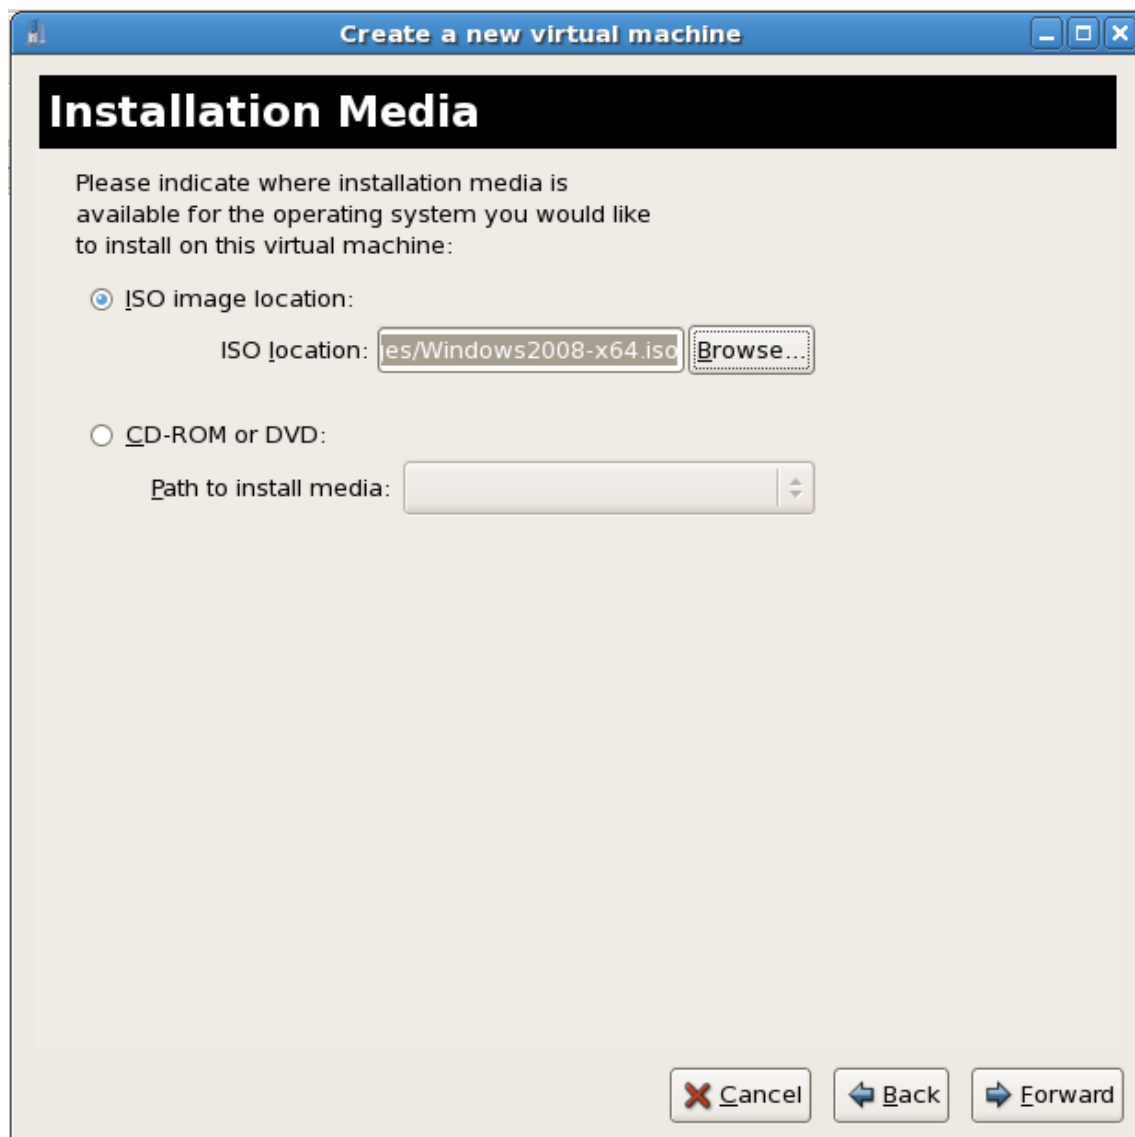 Create a new virtual machine
Installation Media
Please indicate where installation media is
available for the operating system you would like
to install on this virtual machine:
ISO image location:
ISO location: es/Windows2008-x64.iso Browse...
CD-ROM or DVD:
Path to install media:
Cancel Back Forward